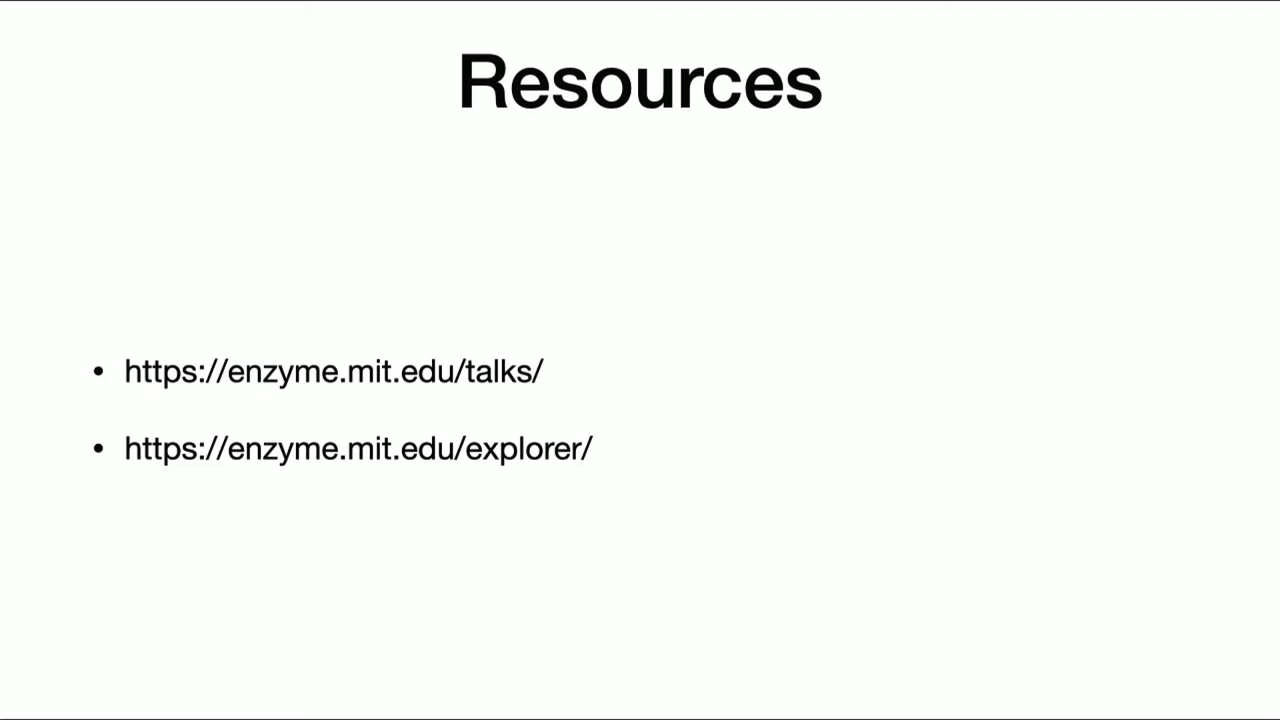 Resources
• https://enzyme.mit.edu/talks/
• https://enzyme.mit.edu/explorer/